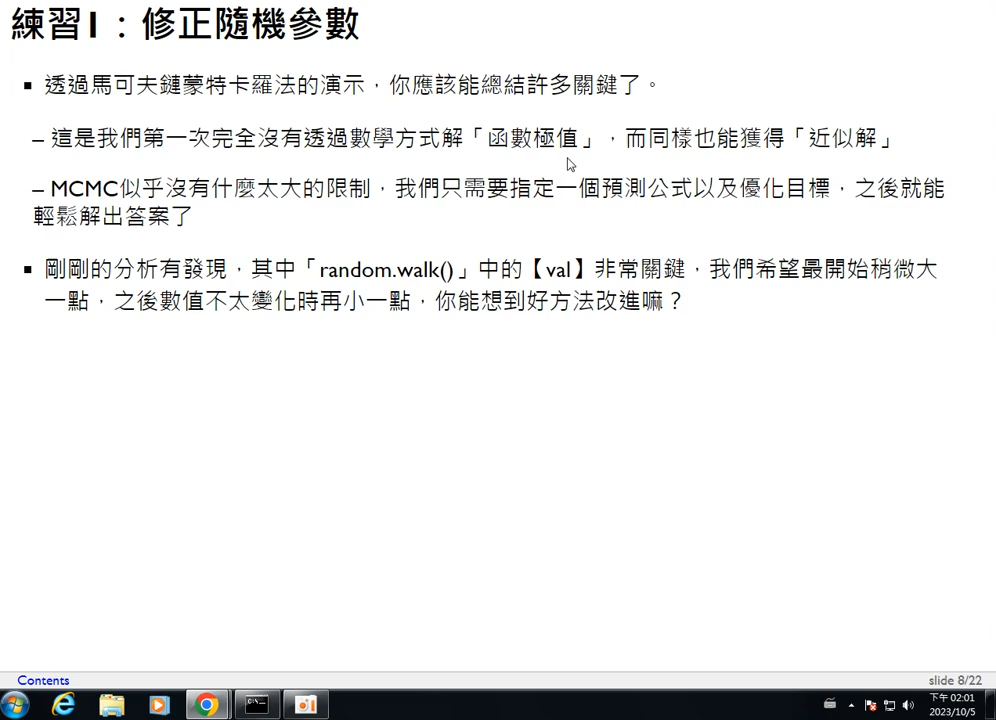 練習1：修正隨機參數
透過馬可夫鏈蒙特卡羅法的演示，你應該能總結許多關鍵了。
– 這是我們第一次完全沒有透過數學方式解「函數極值」，而同樣也能獲得「近似解」
– MCMC似乎沒有什麼太大的限制，我們只需要指定一個預測公式以及優化目標，之後就能
輕鬆解出答案了
剛剛的分析有發現，其中「random.walk()」中的【val】非常關鍵，我們希望最開始稍微大
一點，之後數值不太變化時再小一點，你能想到好方法改進嘛？
Contents
slide 8/22
下午 02:01
2023/10/5